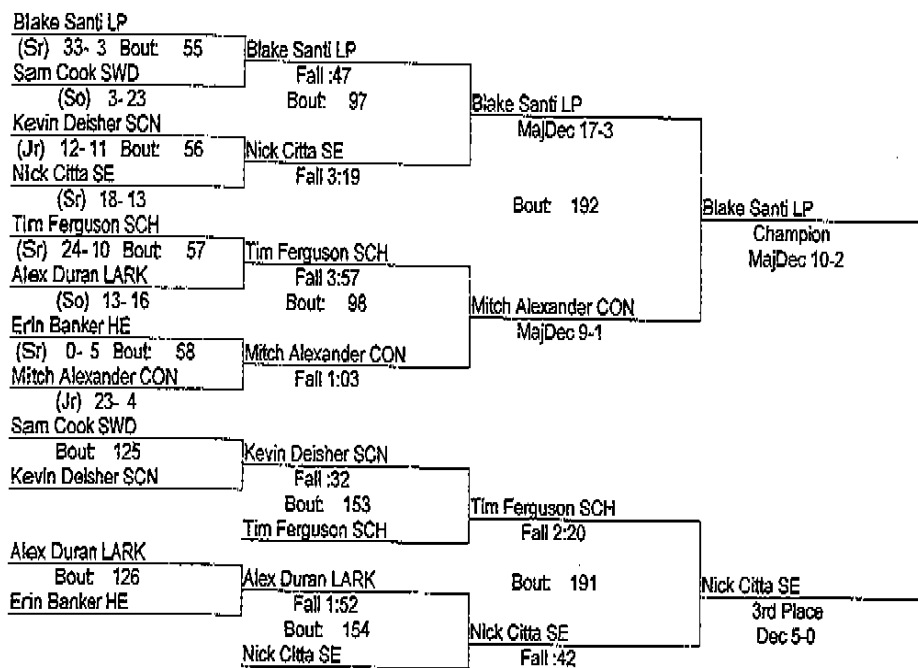 Blake Santi LP
(Sr) 33- 3 Bout: 55
Sam Cook SWD
(So) 3-23
Kevin Deisher SCN
(Jr) 12-11 Bout: 56
Nick Citta SE
(Sr) 18-13
Tim Ferguson SCH
(Sr) 24-10 Bout: 57
Alex Duran LARK
(So) 13-16
Erin Banker HE
(Sr) 0- 5 Bout: 58
Mitch Alexander CON
(Jr) 23- 4
Blake Santi LP
Fall :47
Bout: 97
Nick Citta SE
Fall 3:19
Tim Ferguson SCH
Fall 3:57
Bout: 98
Mitch Alexander CON
Fall 1:03
Blake Santi LP
MajDec 17-3
Bout: 192
Mitch Alexander CON
MajDec 9-1
Blake Santi LP
Champion
MajDec 10-2
Sam Cook SWD
Bout: 125
Kevin Deisher SCN
Alex Duran LARK
Bout: 126
Erin Banker HE
Kevin Deisher SCN
Fall :32
Bout: 153
Tim Ferguson SCH
Alex Duran LARK
Fall 1:52
Bout: 154
Nick Citta SE
Tim Ferguson SCH
Fall 2:20
Bout: 191
Nick Citta SE
Fall :42
Nick Citta SE
3rd Place
Dec 5-0